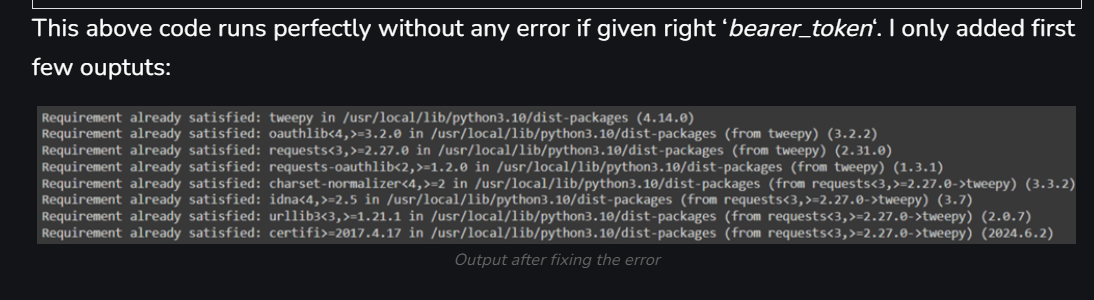 This above code runs perfectly without any error if given right ‘bearer_token‘. I only added first
few ouptuts:
Requirement already satisfied: tweepy in /usr/local/lib/python3.10/dist-packages (4.14.0)
Requirement already satisfied: oauthlib<4,>=3.2.0 in /usr/local/lib/python3.10/dist-packages (from tweepy) (3.2.2)
Requirement already satisfied: requests<3,>=2.27.0 in /usr/local/lib/python3.10/dist-packages (from tweepy) (2.31.0)
Requirement already satisfied: requests-oauthlib<2,>=1.2.0 in /usr/local/lib/python3.10/dist-packages (from tweepy) (1.3.1)
Requirement already satisfied: charset-normalizer<4,>=2 in /usr/local/lib/python3.10/dist-packages (from requests<3,>=2.27.0->tweepy) (3.3.2)
Requirement already satisfied: idna<4,>=2.5 in /usr/local/lib/python3.10/dist-packages (from requests<3,>=2.27.0->tweepy) (3.7)
Requirement already satisfied: urllib3<3,>=1.21.1 in /usr/local/lib/python3.10/dist-packages (from requests<3,>=2.27.0->tweepy) (2.0.7)
Requirement already satisfied: certifi>=2017.4.17 in /usr/local/lib/python3.10/dist-packages (from requests<3,>=2.27.0->tweepy) (2024.6.2)
Output after fixing the error